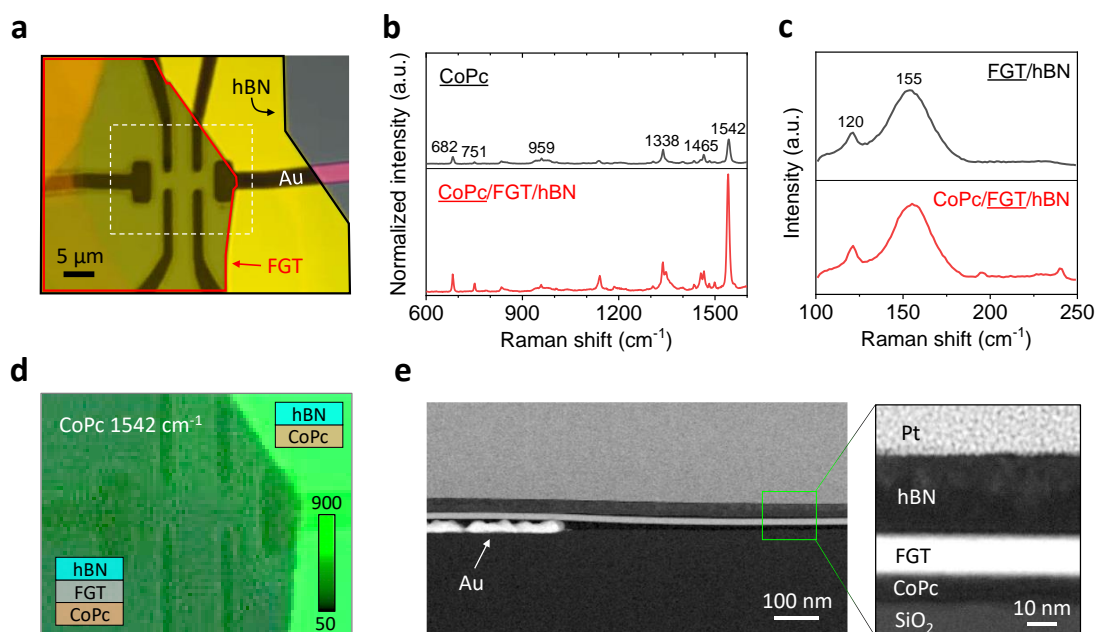 a
hBN
Au
5 μm
FGT
b
Normalized intensity (a.u.)
CoPc
682
751
959
1338
1465
1542
CoPc/FGT/hBN
600
900
1200
1500
Raman shift (cm⁻¹)
c
Intensity (a.u.)
FGT/hBN
120
155
CoPc/FGT/hBN
100
150
200
250
Raman shift (cm⁻¹)
d
CoPc 1542 cm⁻¹
hBN
CoPc
900
50
hBN
FGT
CoPc
e
Au
100 nm
Pt
hBN
FGT
CoPc
SiO₂
10 nm